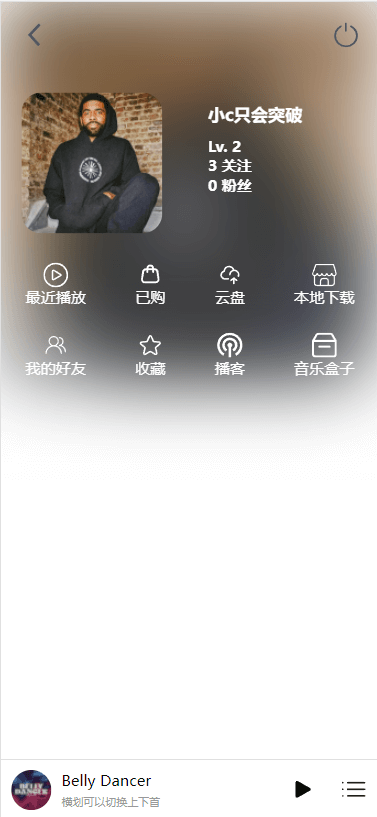 小c只会突破
Lv. 2
3 关注
0 粉丝
最近播放 已购 云盘 本地下载
我的好友 收藏 播客 音乐盒子
BELLY
DANCER
Belly Dancer
横划可以切换上下首